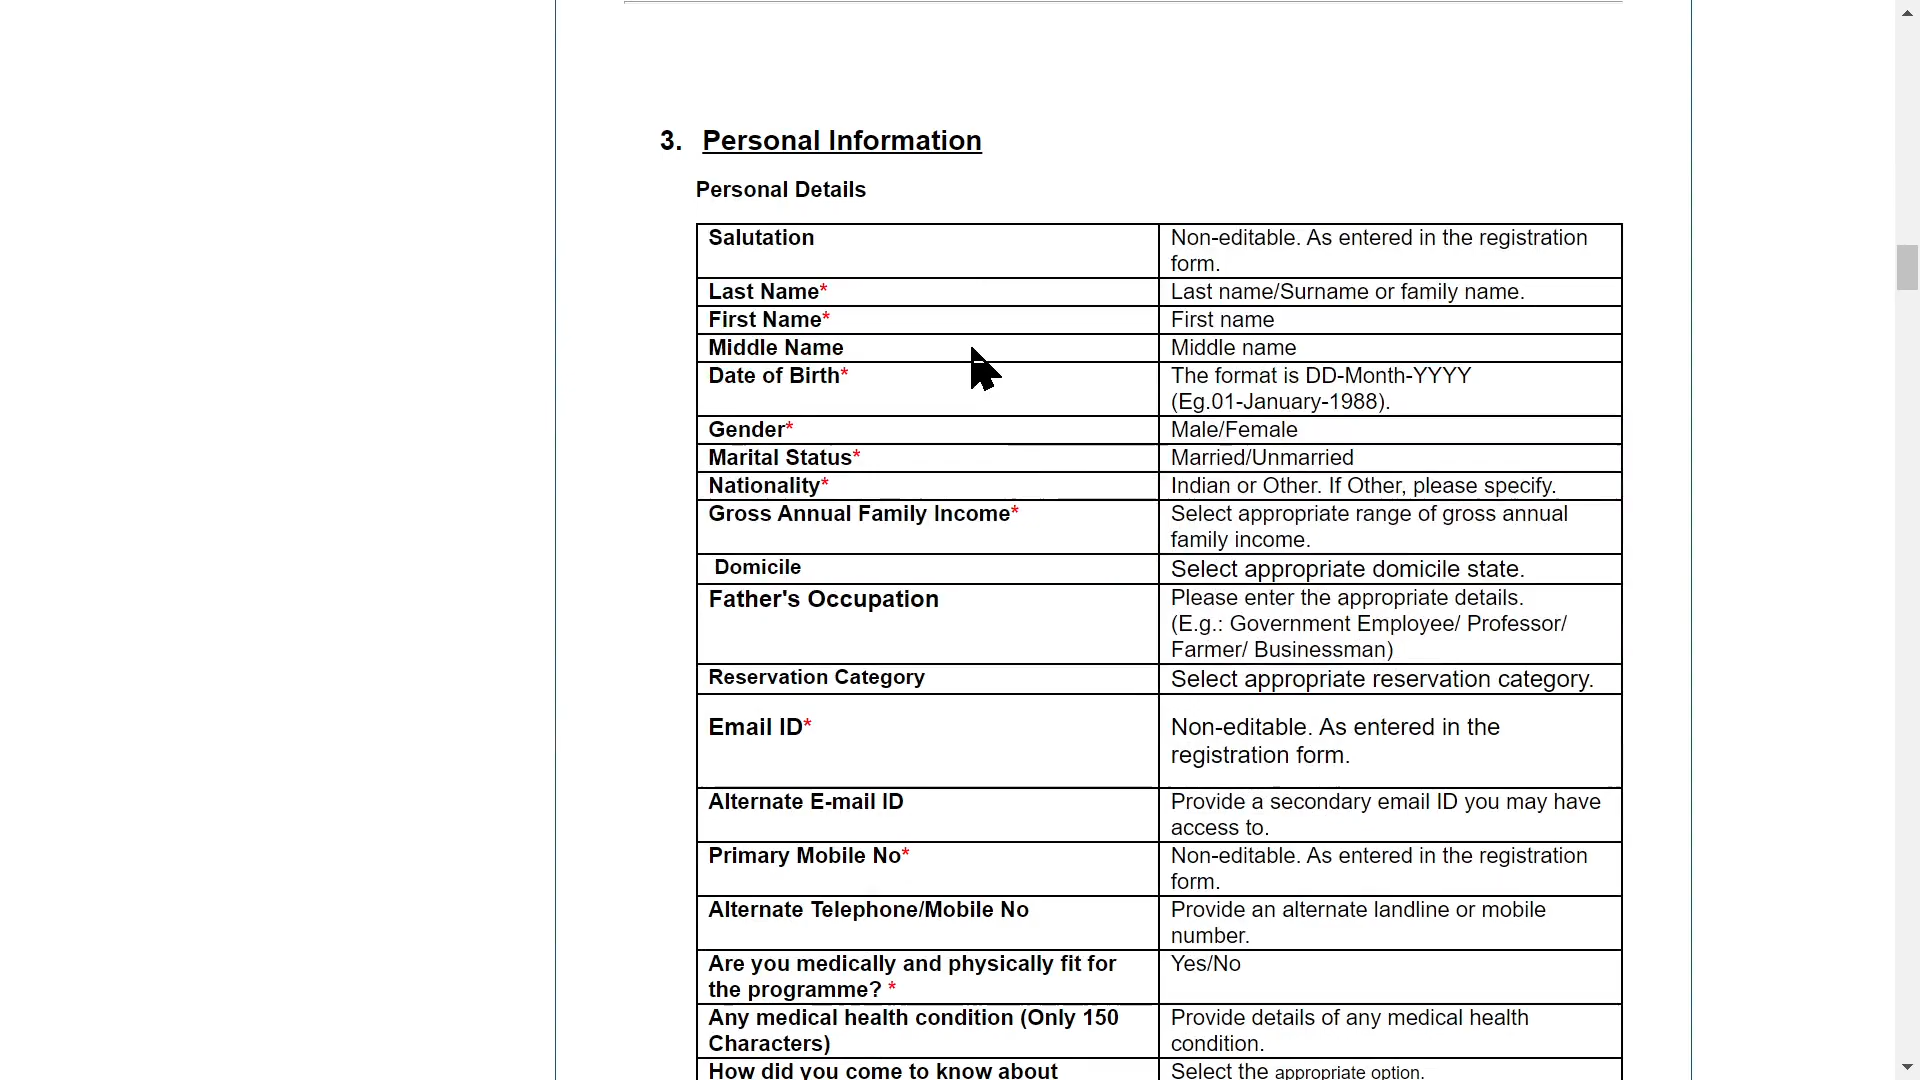 3. Personal Information
Personal Details
Salutation
Non-editable. As entered in the registration
form.
Last Name*
Last name/Surname or family name.
First Name*
First name
Middle Name
Middle name
Date of Birth*
The format is DD-Month-YYYY
(Eg.01-January-1988).
Gender*
Male/Female
Marital Status*
Married/Unmarried
Nationality*
Indian or Other. If Other, please specify.
Gross Annual Family Income*
Select appropriate range of gross annual
family income.
Domicile
Select appropriate domicile state.
Father's Occupation
Please enter the appropriate details.
(E.g.: Government Employee/ Professor/
Farmer/ Businessman)
Reservation Category
Select appropriate reservation category.
Email ID*
Non-editable. As entered in the
registration form.
Alternate E-mail ID
Provide a secondary email ID you may have
access to.
Primary Mobile No*
Non-editable. As entered in the registration
form.
Alternate Telephone/Mobile No
Provide an alternate landline or mobile
number.
Are you medically and physically fit for
the programme? *
Yes/No
Any medical health condition (Only 150
Characters)
Provide details of any medical health
condition.
How did you come to know about
Select the appropriate option.